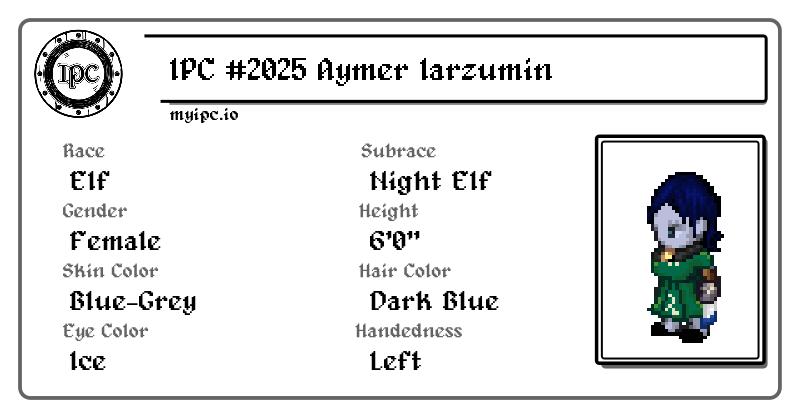 IPC
IPC #2025 Aymer Iarzumin
myipc.io
Race
Elf
Subrace
Night Elf
Gender
Female
Height
6'0"
Skin Color
Blue-Grey
Hair Color
Dark Blue
Eye Color
Ice
Handedness
Left